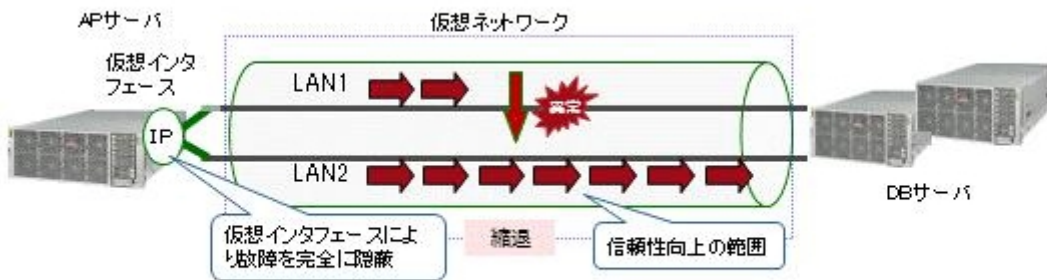 APサーバ
仮想ネットワーク
仮想インタ
フェース
LAN1
異常
IP
LAN2
DBサーバ
仮想インタフェースによ
り故障を完全に隠蔽
縮退
信頼性向上の範囲